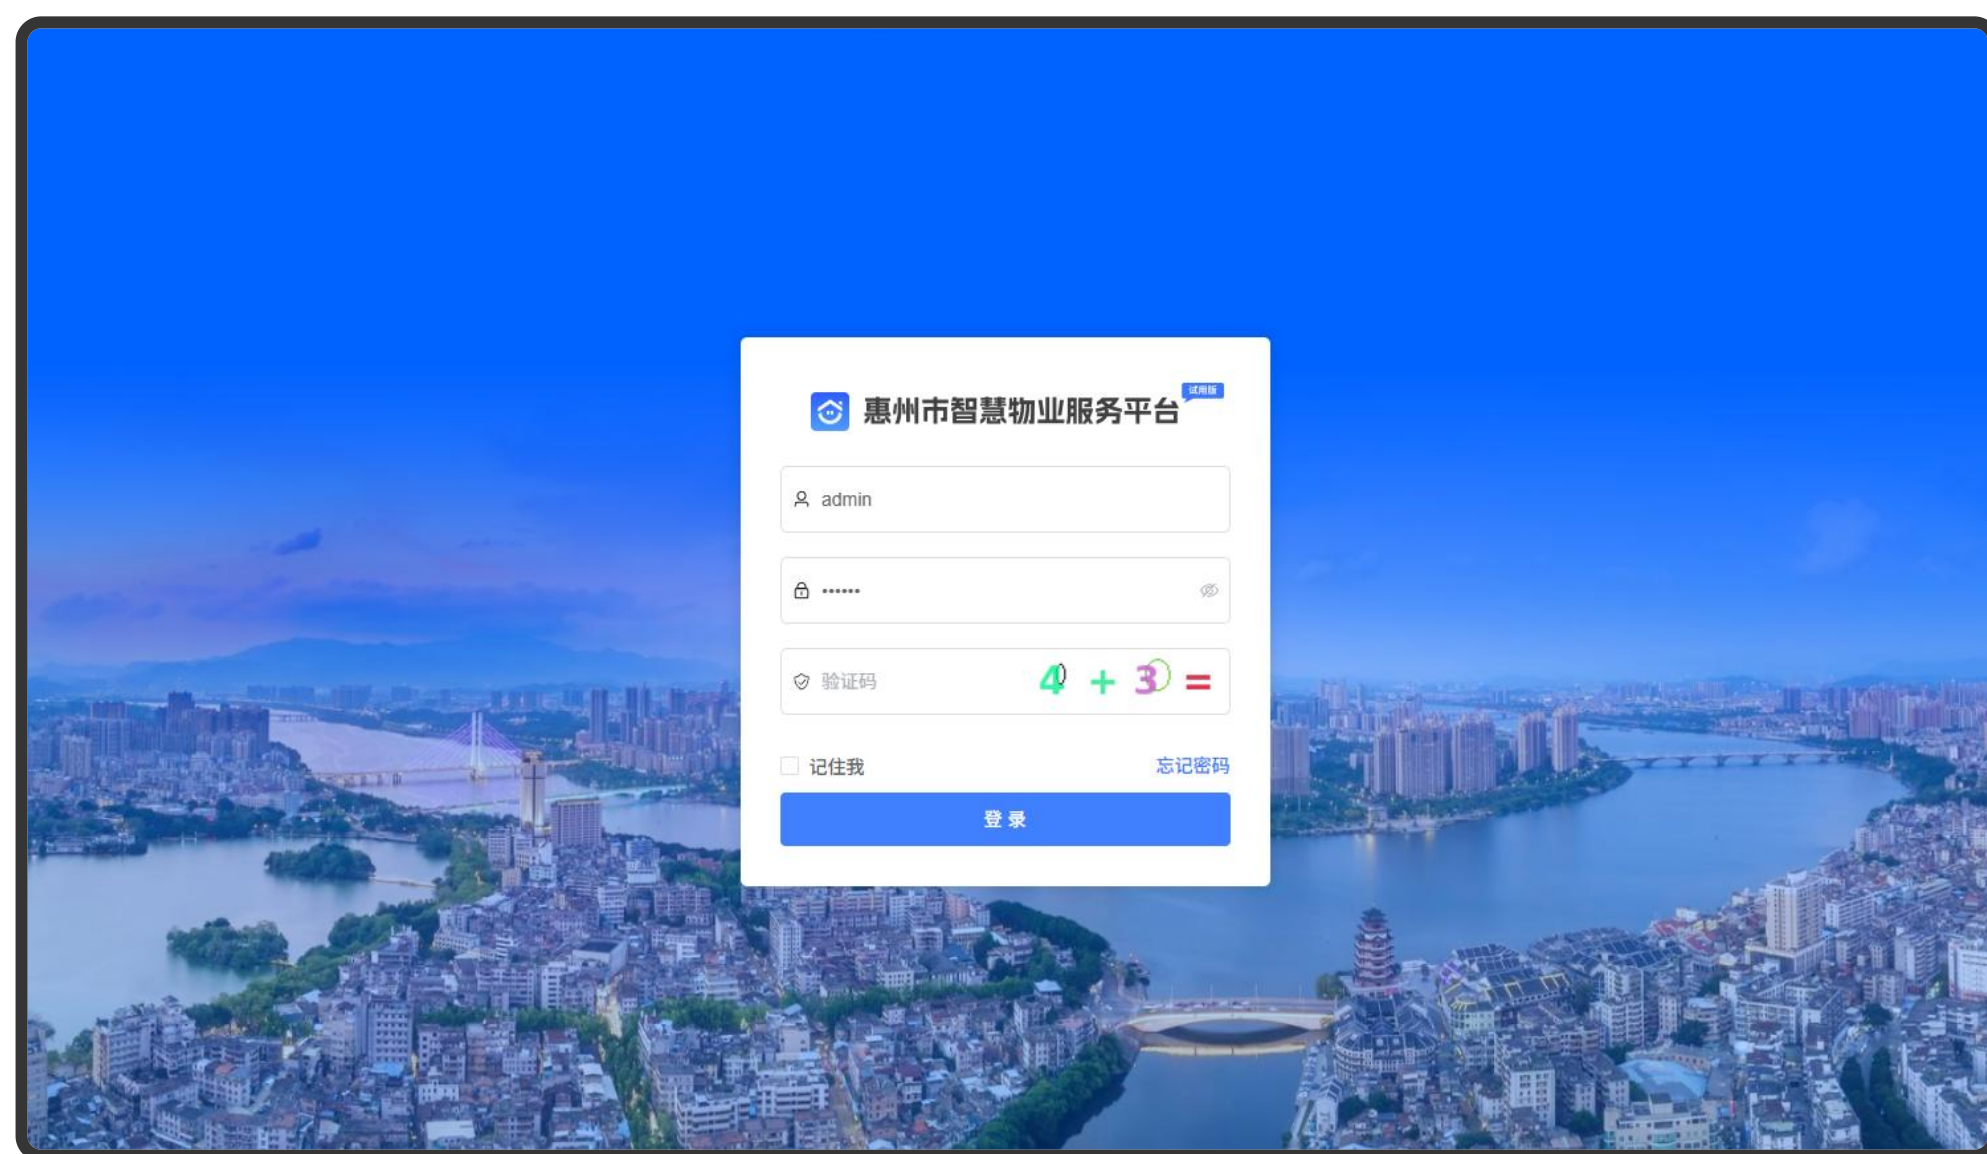 惠州市智慧物业服务平台
试用版
admin
••••••
验证码 4 + 3 =
记住我 忘记密码
登 录